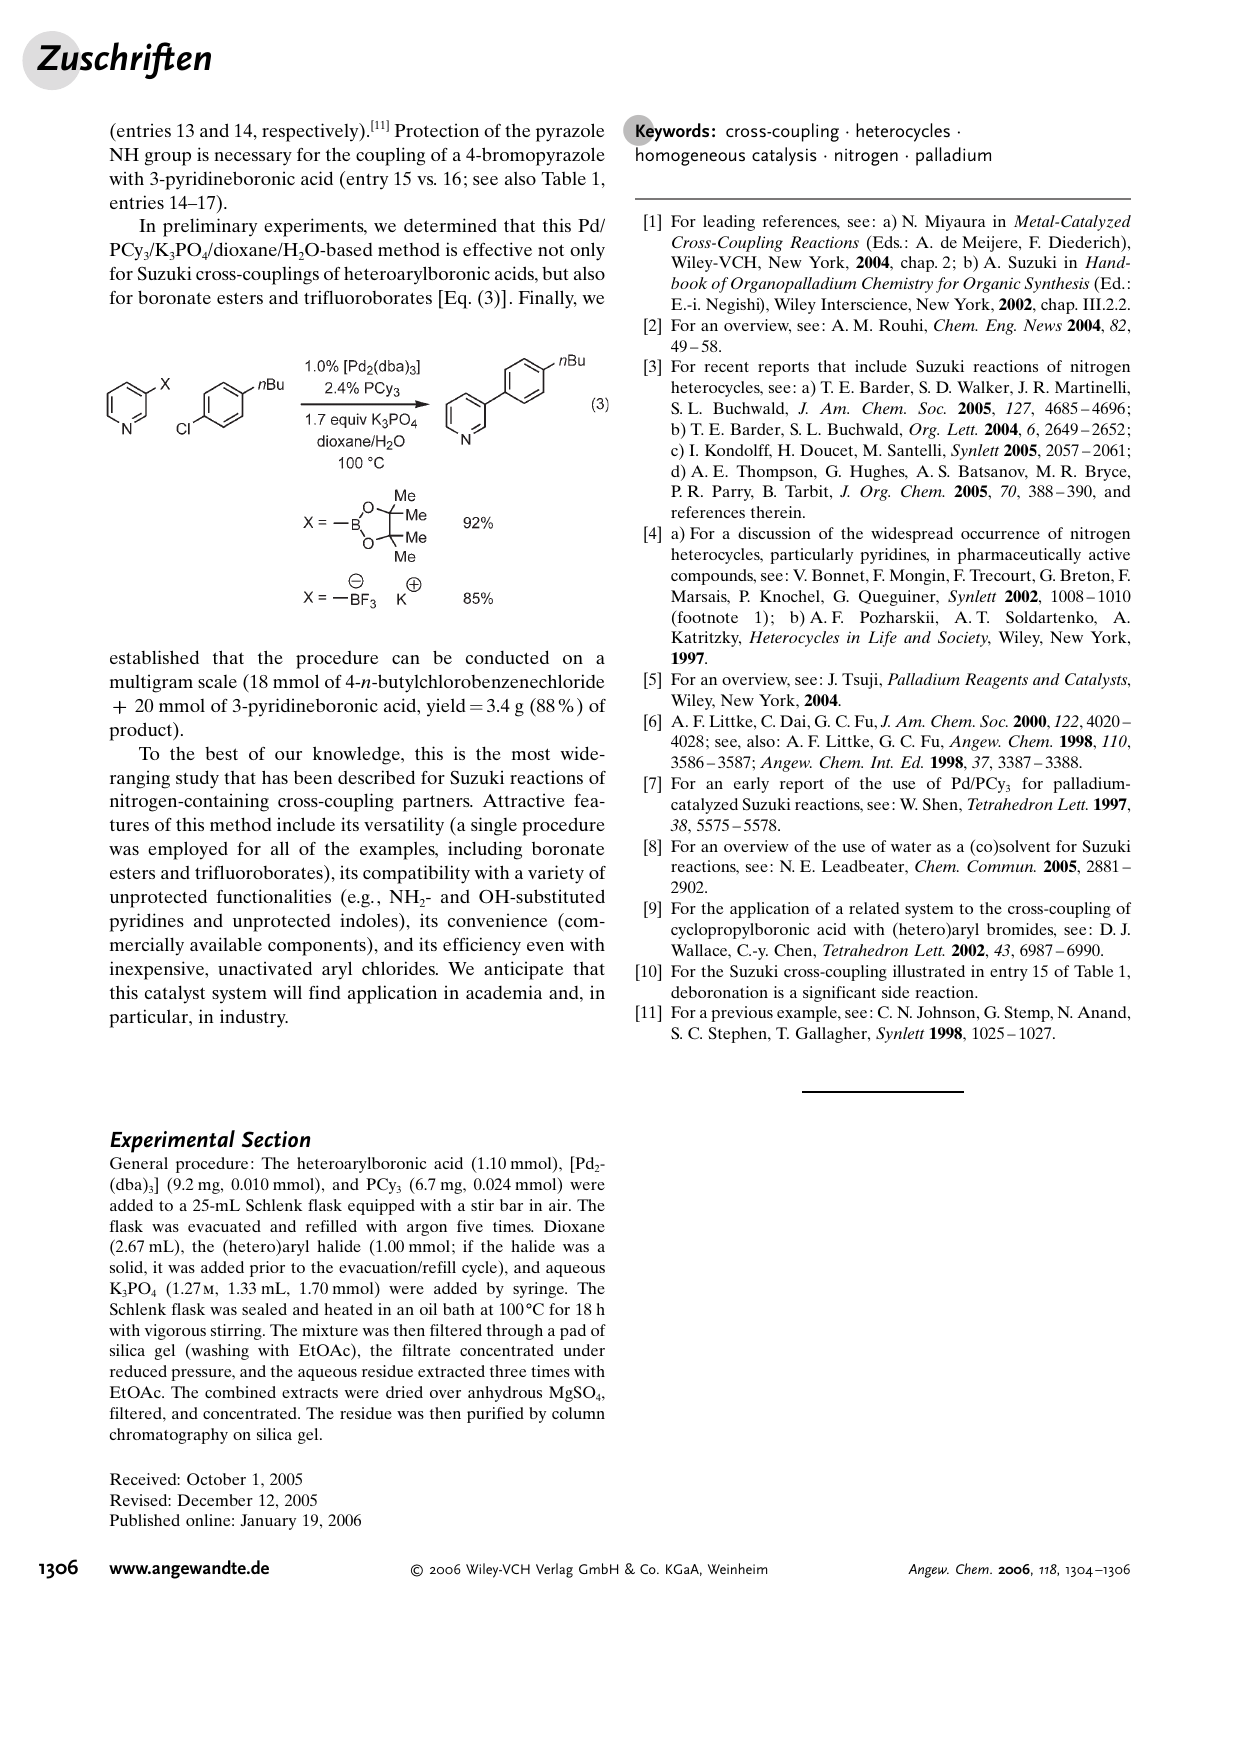 Zuschriften
(entries 13 and 14, respectively).[11] Protection of the pyrazole
NH group is necessary for the coupling of a 4-bromopyrazole
with 3-pyridineboronic acid (entry 15 vs. 16; see also Table 1,
entries 14–17).
In preliminary experiments, we determined that this Pd/
PCy3/K3PO4/dioxane/H2O-based method is effective not only
for Suzuki cross-couplings of heteroarylboronic acids, but also
for boronate esters and trifluoroborates [Eq. (3)]. Finally, we
X
N
Cl
nBu
1.0% [Pd2(dba)3]
2.4% PCy3
1.7 equiv K3PO4
dioxane/H2O
100 °C
nBu
N
(3)
X = —B
O
O
Me
Me
Me
Me
92%
X = —BF3
⊖
K
⊕
85%
established that the procedure can be conducted on a
multigram scale (18 mmol of 4-n-butylchlorobenzenechloride
+ 20 mmol of 3-pyridineboronic acid, yield = 3.4 g (88 %) of
product).
To the best of our knowledge, this is the most wide-
ranging study that has been described for Suzuki reactions of
nitrogen-containing cross-coupling partners. Attractive fea-
tures of this method include its versatility (a single procedure
was employed for all of the examples, including boronate
esters and trifluoroborates), its compatibility with a variety of
unprotected functionalities (e.g., NH2- and OH-substituted
pyridines and unprotected indoles), its convenience (com-
mercially available components), and its efficiency even with
inexpensive, unactivated aryl chlorides. We anticipate that
this catalyst system will find application in academia and, in
particular, in industry.
Experimental Section
General procedure: The heteroarylboronic acid (1.10 mmol), [Pd2-
(dba)3] (9.2 mg, 0.010 mmol), and PCy3 (6.7 mg, 0.024 mmol) were
added to a 25-mL Schlenk flask equipped with a stir bar in air. The
flask was evacuated and refilled with argon five times. Dioxane
(2.67 mL), the (hetero)aryl halide (1.00 mmol; if the halide was a
solid, it was added prior to the evacuation/refill cycle), and aqueous
K3PO4 (1.27 M, 1.33 mL, 1.70 mmol) were added by syringe. The
Schlenk flask was sealed and heated in an oil bath at 100 °C for 18 h
with vigorous stirring. The mixture was then filtered through a pad of
silica gel (washing with EtOAc), the filtrate concentrated under
reduced pressure, and the aqueous residue extracted three times with
EtOAc. The combined extracts were dried over anhydrous MgSO4,
filtered, and concentrated. The residue was then purified by column
chromatography on silica gel.
Received: October 1, 2005
Revised: December 12, 2005
Published online: January 19, 2006
Keywords: cross-coupling · heterocycles ·
homogeneous catalysis · nitrogen · palladium
[1] For leading references, see: a) N. Miyaura in Metal-Catalyzed
Cross-Coupling Reactions (Eds.: A. de Meijere, F. Diederich),
Wiley-VCH, New York, 2004, chap. 2; b) A. Suzuki in Hand-
book of Organopalladium Chemistry for Organic Synthesis (Ed.:
E.-i. Negishi), Wiley Interscience, New York, 2002, chap. III.2.2.
[2] For an overview, see: A. M. Rouhi, Chem. Eng. News 2004, 82,
49–58.
[3] For recent reports that include Suzuki reactions of nitrogen
heterocycles, see: a) T. E. Barder, S. D. Walker, J. R. Martinelli,
S. L. Buchwald, J. Am. Chem. Soc. 2005, 127, 4685–4696;
b) T. E. Barder, S. L. Buchwald, Org. Lett. 2004, 6, 2649–2652;
c) I. Kondolff, H. Doucet, M. Santelli, Synlett 2005, 2057–2061;
d) A. E. Thompson, G. Hughes, A. S. Batsanov, M. R. Bryce,
P. R. Parry, B. Tarbit, J. Org. Chem. 2005, 70, 388–390, and
references therein.
[4] a) For a discussion of the widespread occurrence of nitrogen
heterocycles, particularly pyridines, in pharmaceutically active
compounds, see: V. Bonnet, F. Mongin, F. Trecourt, G. Breton, F.
Marsais, P. Knochel, G. Queguiner, Synlett 2002, 1008–1010
(footnote 1); b) A. F. Pozharskii, A. T. Soldartenko, A.
Katritzky, Heterocycles in Life and Society, Wiley, New York,
1997.
[5] For an overview, see: J. Tsuji, Palladium Reagents and Catalysts,
Wiley, New York, 2004.
[6] A. F. Littke, C. Dai, G. C. Fu, J. Am. Chem. Soc. 2000, 122, 4020–
4028; see, also: A. F. Littke, G. C. Fu, Angew. Chem. 1998, 110,
3586–3587; Angew. Chem. Int. Ed. 1998, 37, 3387–3388.
[7] For an early report of the use of Pd/PCy3 for palladium-
catalyzed Suzuki reactions, see: W. Shen, Tetrahedron Lett. 1997,
38, 5575–5578.
[8] For an overview of the use of water as a (co)solvent for Suzuki
reactions, see: N. E. Leadbeater, Chem. Commun. 2005, 2881–
2902.
[9] For the application of a related system to the cross-coupling of
cyclopropylboronic acid with (hetero)aryl bromides, see: D. J.
Wallace, C.-y. Chen, Tetrahedron Lett. 2002, 43, 6987–6990.
[10] For the Suzuki cross-coupling illustrated in entry 15 of Table 1,
deboronation is a significant side reaction.
[11] For a previous example, see: C. N. Johnson, G. Stemp, N. Anand,
S. C. Stephen, T. Gallagher, Synlett 1998, 1025–1027.
1306 www.angewandte.de © 2006 Wiley-VCH Verlag GmbH & Co. KGaA, Weinheim Angew. Chem. 2006, 118, 1304–1306